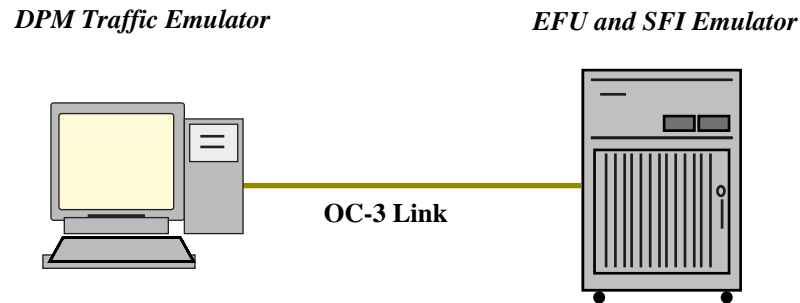 DPM Traffic Emulator
EFU and SFI Emulator
OC-3 Link